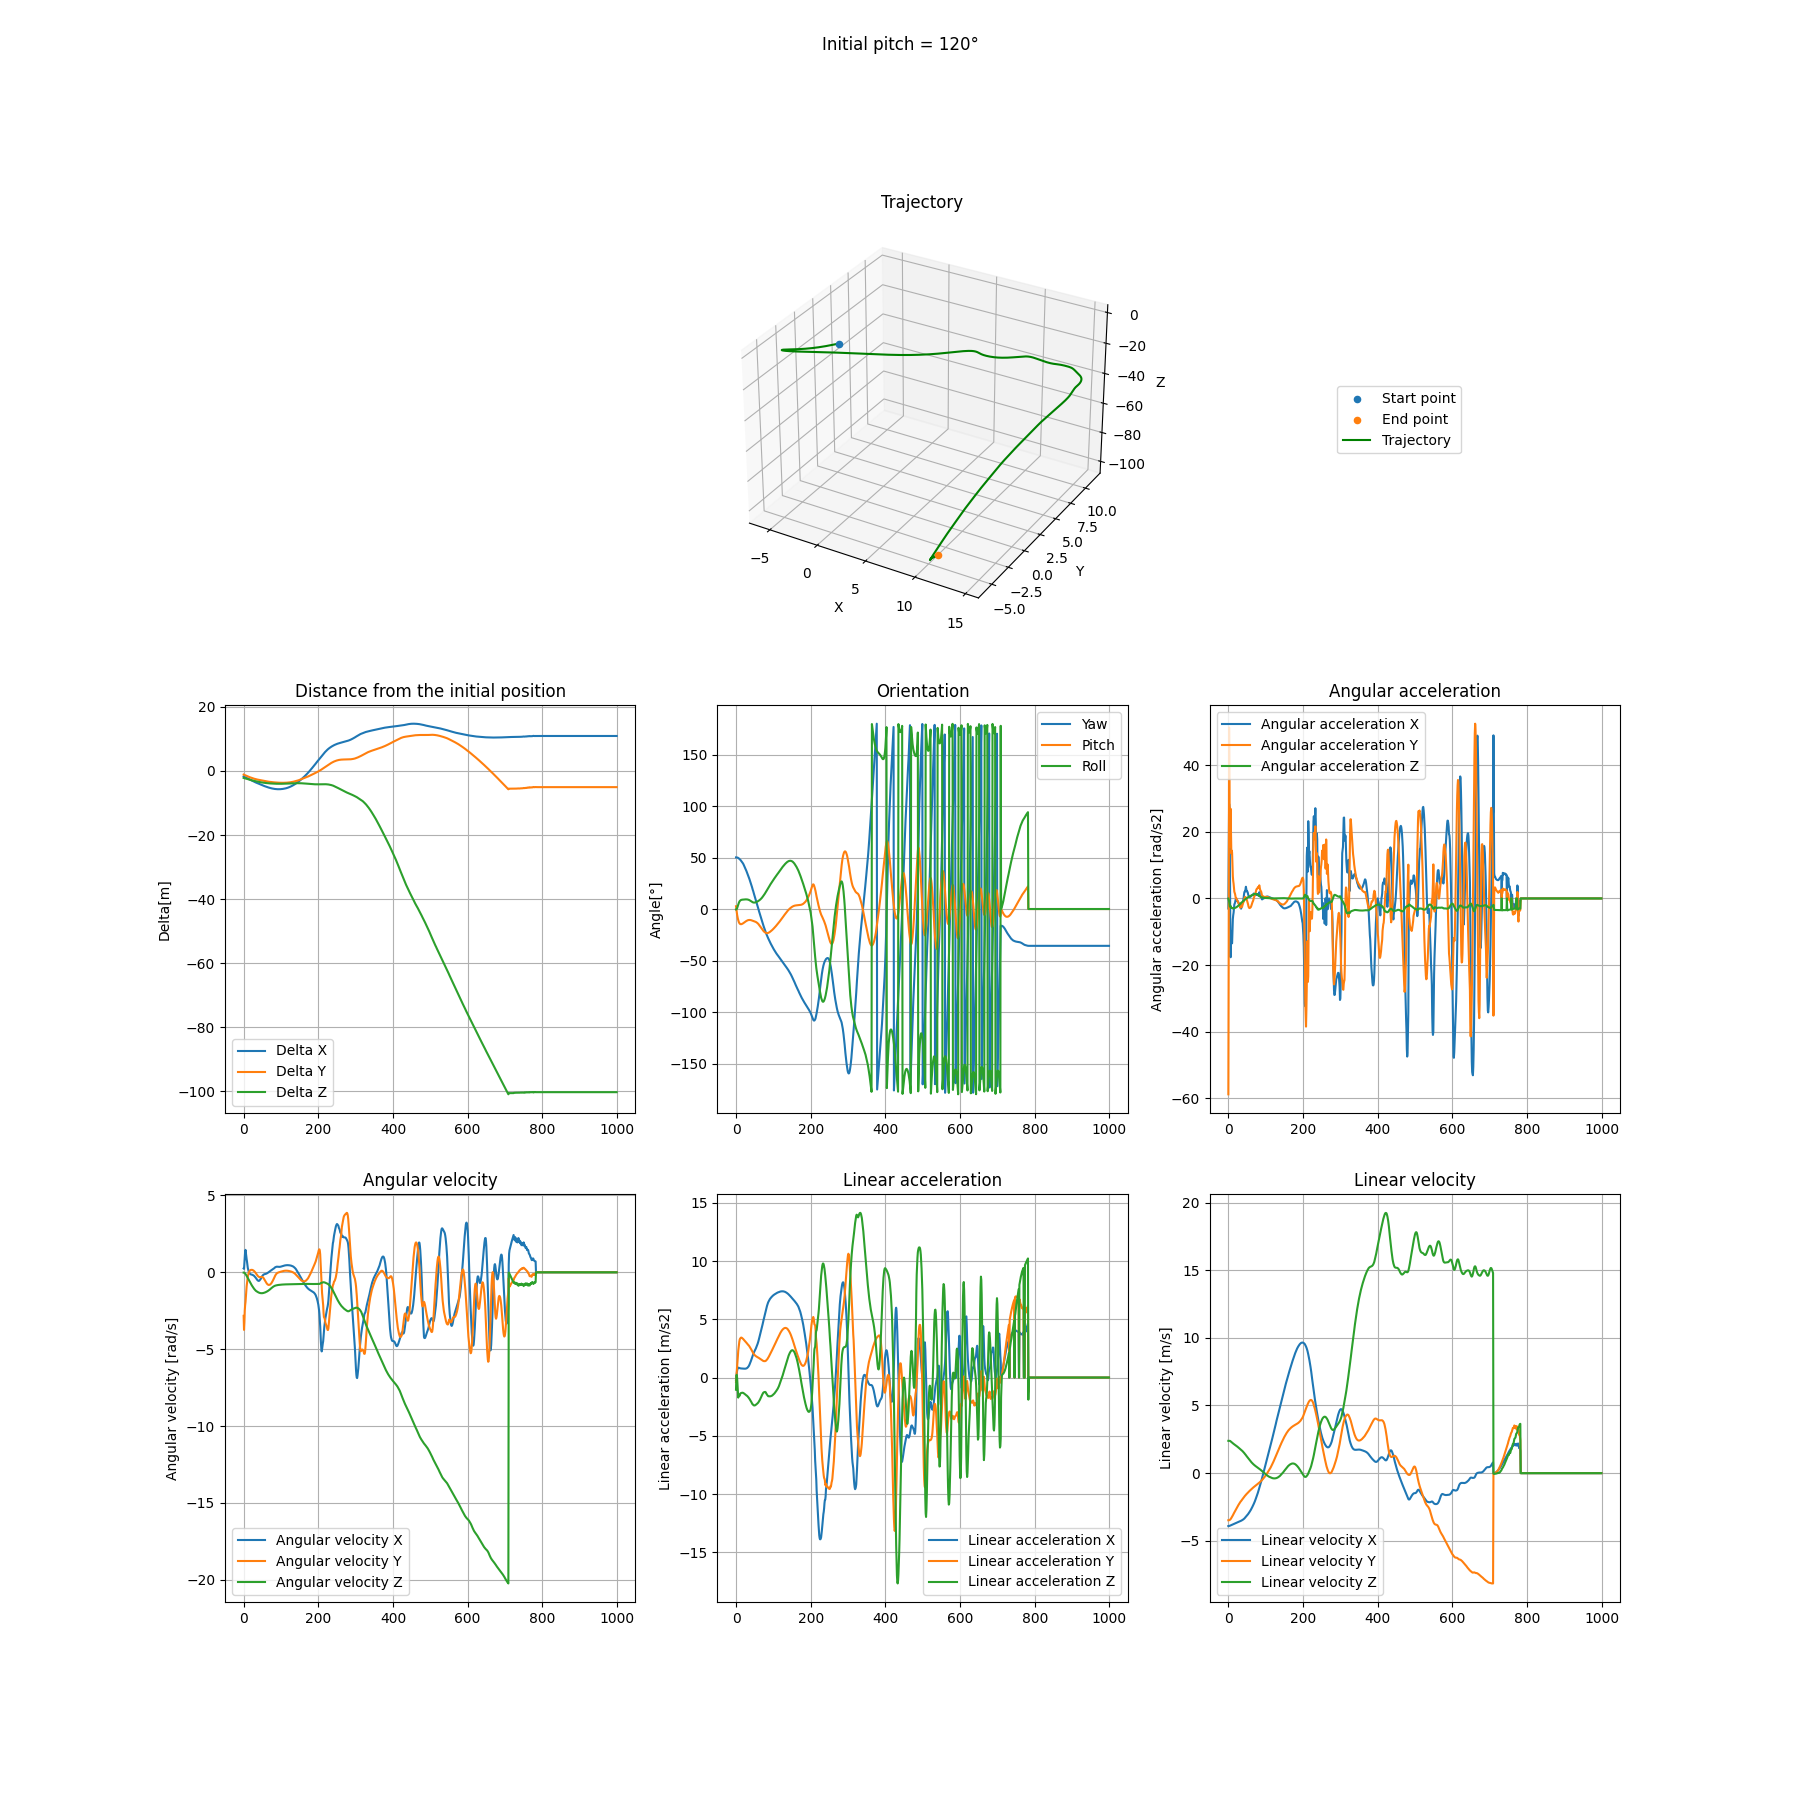 Initial pitch = 120°
Trajectory
0
−20
−40
−60
−80
−100
Z
−5
0
5
10
15
X
−5.0
−2.5
0.0
2.5
5.0
7.5
10.0
Y
Start point
End point
Trajectory
Distance from the initial position
Delta[m]
20
0
−20
−40
−60
−80
−100
Delta X
Delta Y
Delta Z
0 200 400 600 800 1000
Orientation
Angle[°]
150
100
50
0
−50
−100
−150
Yaw
Pitch
Roll
0 200 400 600 800 1000
Angular acceleration
Angular acceleration [rad/s2]
40
20
0
−20
−40
−60
Angular acceleration X
Angular acceleration Y
Angular acceleration Z
0 200 400 600 800 1000
Angular velocity
Angular velocity [rad/s]
5
0
−5
−10
−15
−20
Angular velocity X
Angular velocity Y
Angular velocity Z
0 200 400 600 800 1000
Linear acceleration
Linear acceleration [m/s2]
15
10
5
0
−5
−10
−15
Linear acceleration X
Linear acceleration Y
Linear acceleration Z
0 200 400 600 800 1000
Linear velocity
Linear velocity [m/s]
20
15
10
5
0
−5
Linear velocity X
Linear velocity Y
Linear velocity Z
0 200 400 600 800 1000